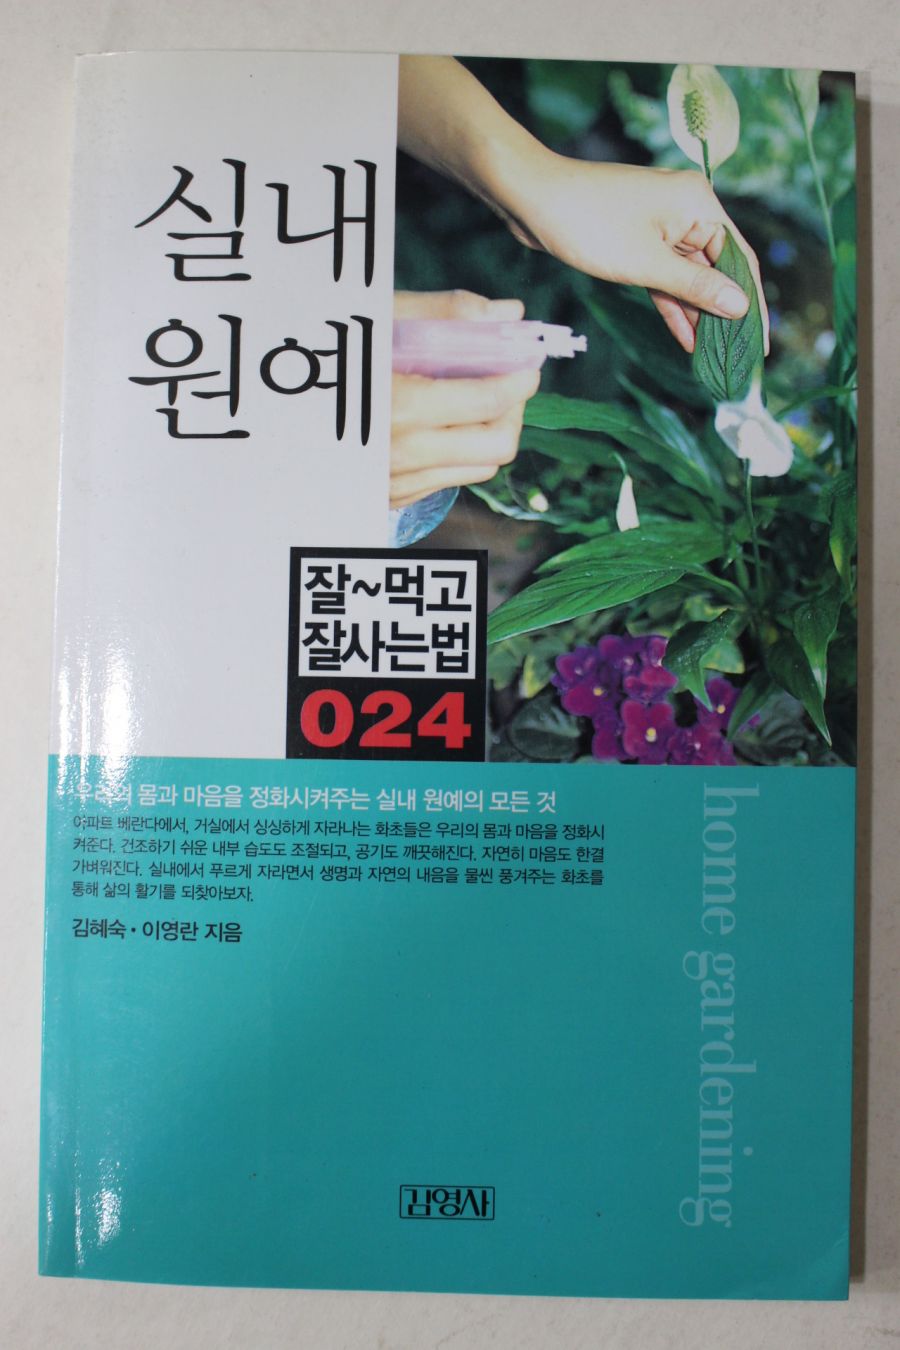 실내
원예
잘~먹고
잘사는법
024
우리의 몸과 마음을 정화시켜주는 실내 원예의 모든 것
아파트 베란다에서, 거실에서 싱싱하게 자라나는 화초들은 우리의 몸과 마음을 정화시
켜준다. 건조하기 쉬운 내부 습도도 조절되고, 공기도 깨끗해진다. 자연히 마음도 한결
가벼워진다. 실내에서 푸르게 자라면서 생명과 자연의 내음을 물씬 풍겨주는 화초를
통해 삶의 활기를 되찾아보자.
김혜숙 • 이영란 지음
home gardening
김영사